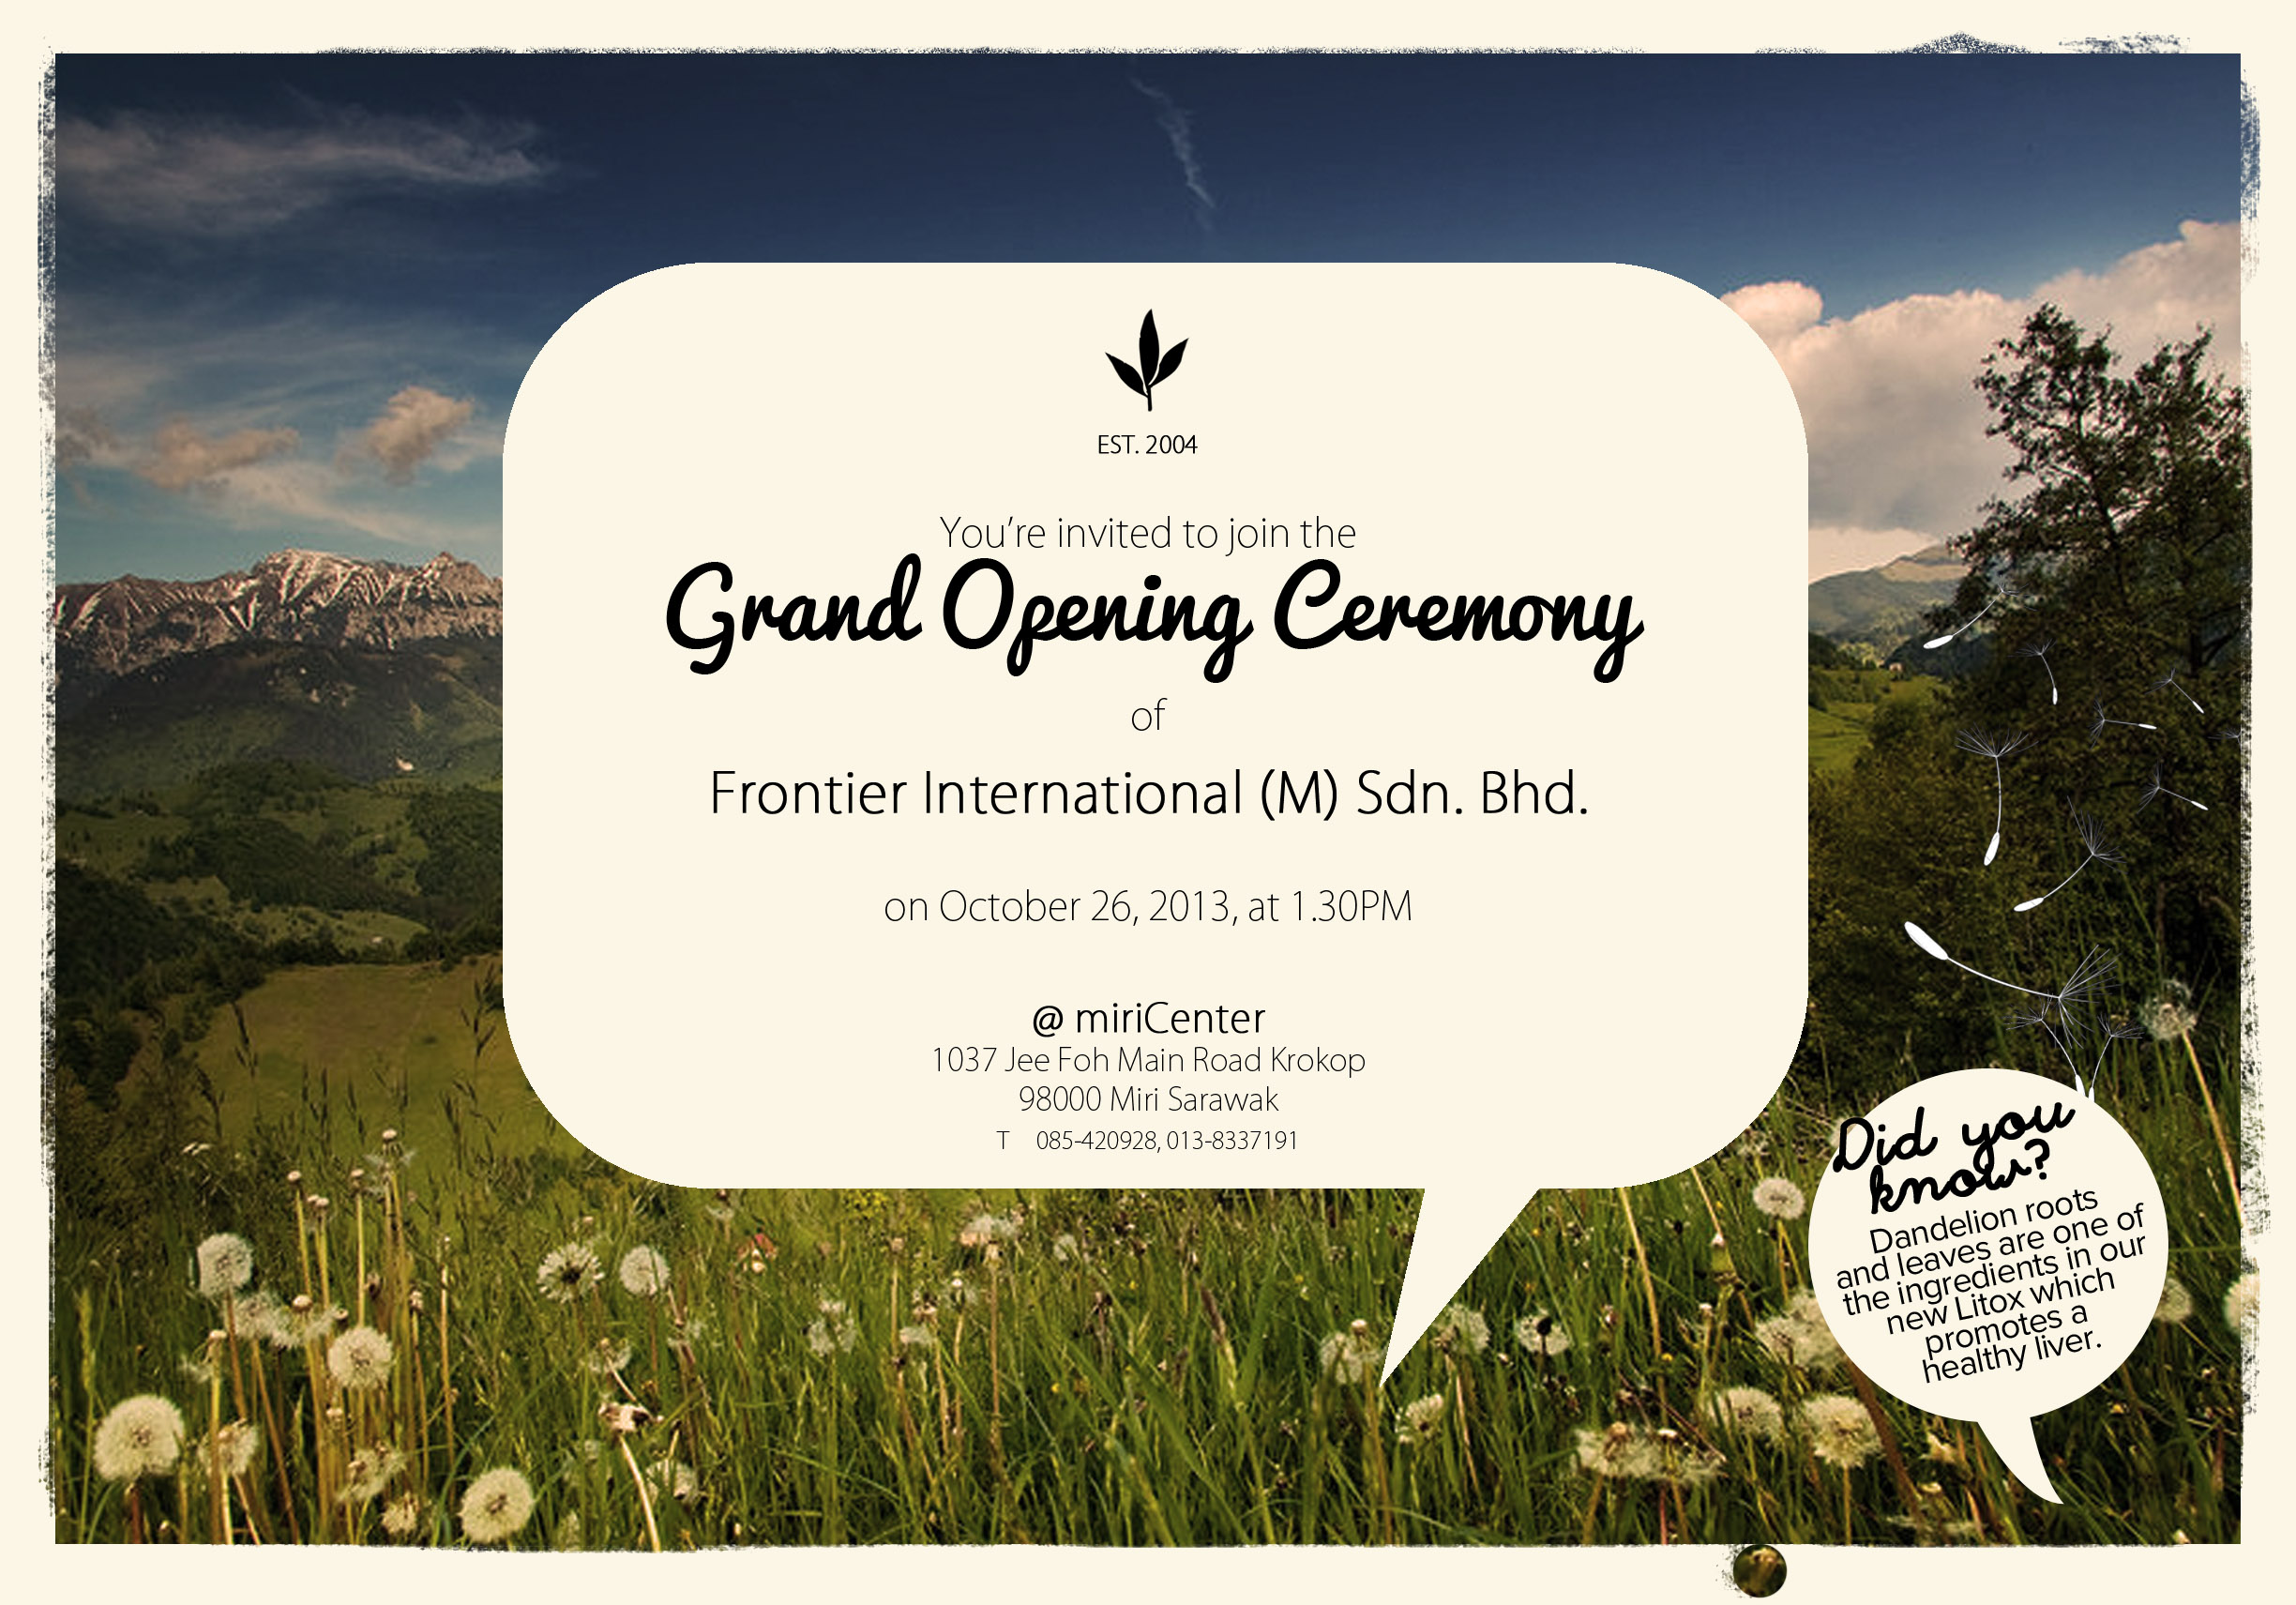 EST. 2004
You’re invited to join the
Grand Opening Ceremony
of
Frontier International (M) Sdn. Bhd.
on October 26, 2013, at 1.30PM
@ miriCenter
1037 Jee Foh Main Road Krokop
98000 Miri Sarawak
T 085-420928, 013-8337191
Did you
know?
Dandelion roots
and leaves are one of
the ingredients in our
new Litox which
promotes a
healthy liver.